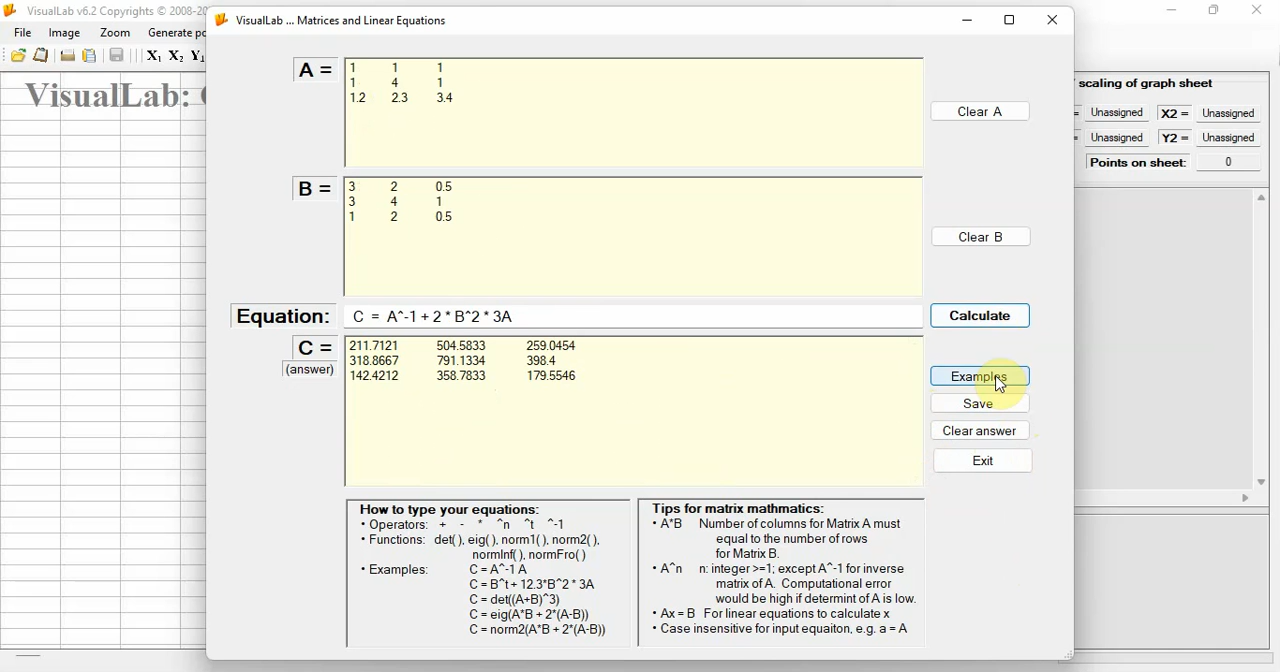 VisualLab v6.2 Copyrights © 2008-20
VisualLab ... Matrices and Linear Equations
File Image Zoom Generate po
X1 X2 Y1
VisualLab:
scaling of graph sheet
= Unassigned X2 = Unassigned
= Unassigned Y2 = Unassigned
Points on sheet: 0
A =
1 1 1
1 4 1
1.2 2.3 3.4
Clear A
B =
3 2 0.5
3 4 1
1 2 0.5
Clear B
Equation: C = A^-1 + 2 * B^2 * 3A Calculate
C =
(answer)
211.7121 504.5833 259.0454
318.8667 791.1334 398.4
142.4212 358.7833 179.5546
Examples
Save
Clear answer
Exit
How to type your equations:
• Operators: + - * ^n ^t ^-1
• Functions: det( ), eig( ), norm1( ), norm2( ),
normInf( ), normFro( )
• Examples: C = A^-1 A
C = B^t + 12.3*B^2 * 3A
C = det((A+B)^3)
C = eig(A*B + 2*(A-B))
C = norm2(A*B + 2*(A-B))
Tips for matrix mathmatics:
• A*B Number of columns for Matrix A must
equal to the number of rows
for Matrix B.
• A^n n: integer >=1; except A^-1 for inverse
matrix of A. Computational error
would be high if determint of A is low.
• Ax = B For linear equations to calculate x
• Case insensitive for input equaiton, e.g. a = A